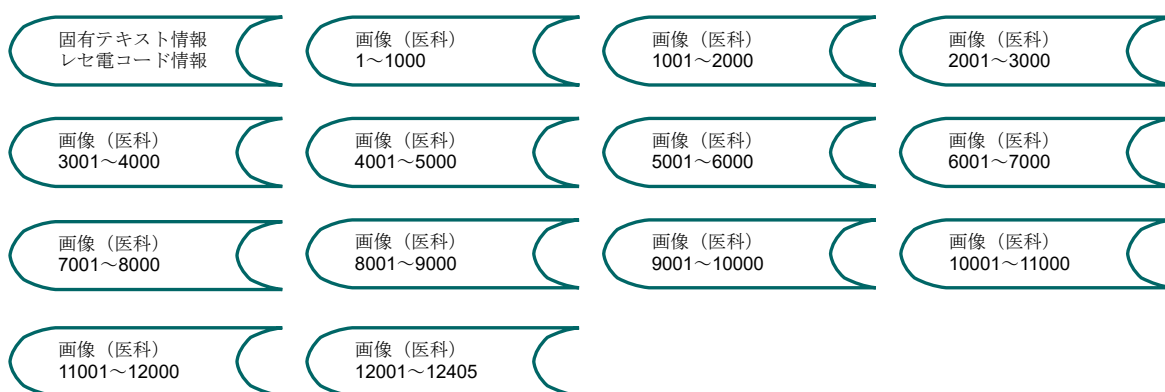 固有テキスト情報
レセ電コード情報
画像（医科）
1～1000
画像（医科）
1001～2000
画像（医科）
2001～3000
画像（医科）
3001～4000
画像（医科）
4001～5000
画像（医科）
5001～6000
画像（医科）
6001～7000
画像（医科）
7001～8000
画像（医科）
8001～9000
画像（医科）
9001～10000
画像（医科）
10001～11000
画像（医科）
11001～12000
画像（医科）
12001～12405